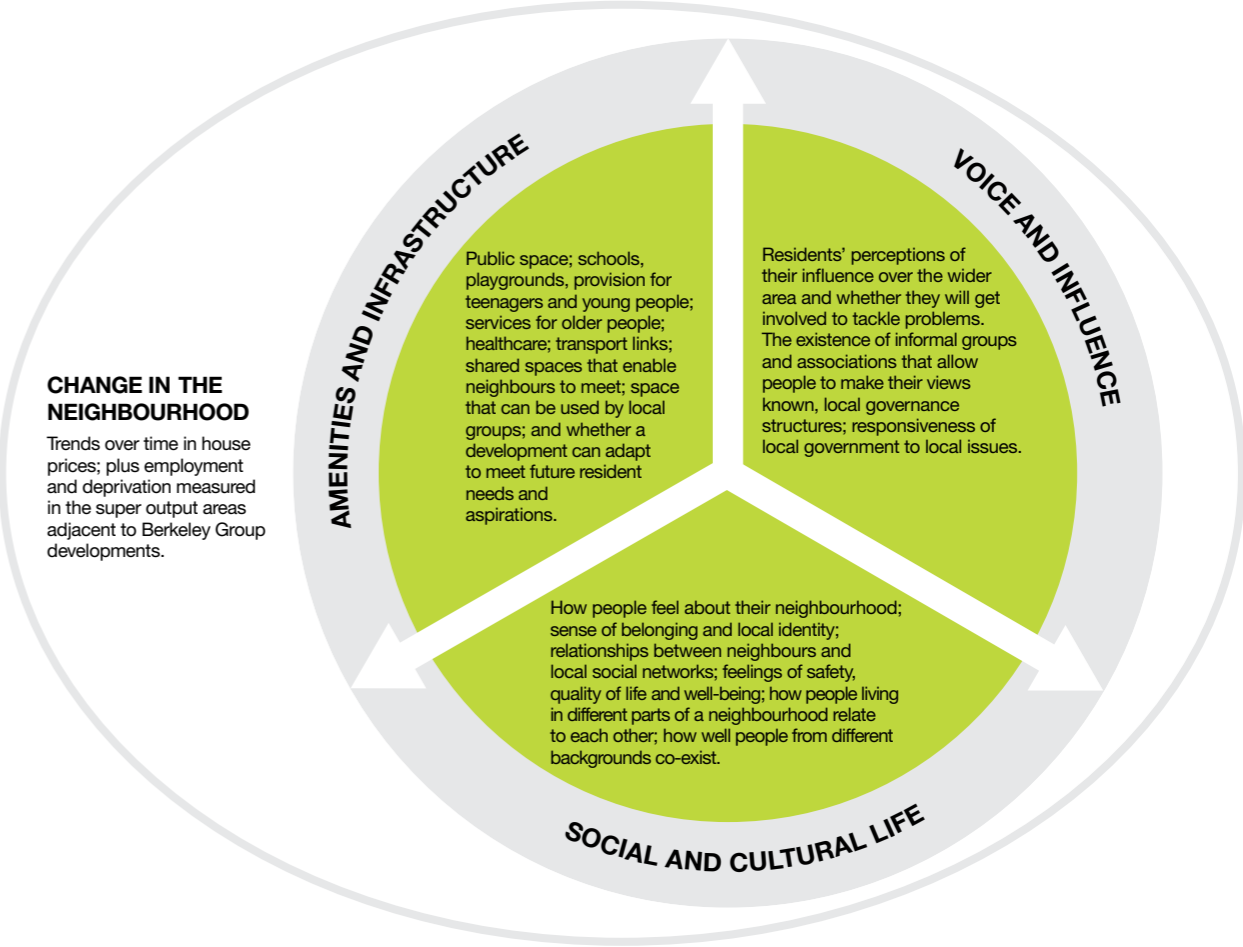 CHANGE IN THE
NEIGHBOURHOOD
Trends over time in house
prices; plus employment
and deprivation measured
in the super output areas
adjacent to Berkeley Group
developments.
AMENITIES AND INFRASTRUCTURE
Public space; schools,
playgrounds, provision for
teenagers and young people;
services for older people;
healthcare; transport links;
shared spaces that enable
neighbours to meet; space
that can be used by local
groups; and whether a
development can adapt
to meet future resident
needs and
aspirations.
VOICE AND INFLUENCE
Residents’ perceptions of
their influence over the wider
area and whether they will get
involved to tackle problems.
The existence of informal groups
and associations that allow
people to make their views
known, local governance
structures; responsiveness of
local government to local issues.
How people feel about their neighbourhood;
sense of belonging and local identity;
relationships between neighbours and
local social networks; feelings of safety,
quality of life and well-being; how people living
in different parts of a neighbourhood relate
to each other; how well people from different
backgrounds co-exist.
SOCIAL AND CULTURAL LIFE